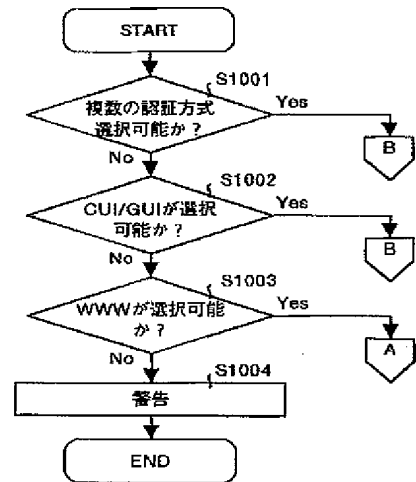 START
S1001
複数の認証方式
選択可能か？
Yes
B
No
S1002
CUI/GUIが選択
可能か？
Yes
B
No
S1003
WWWが選択可能
か？
Yes
A
No
S1004
警告
END